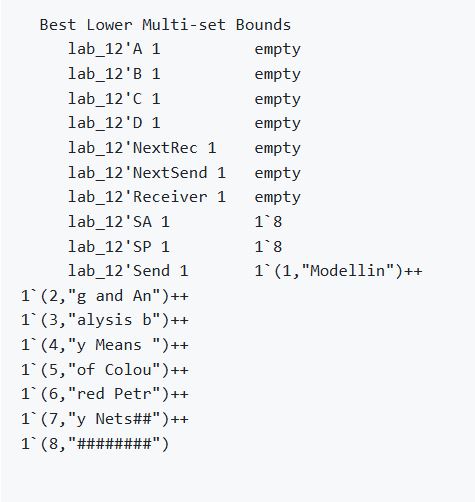 Best Lower Multi-set Bounds
lab_12'A 1 empty
lab_12'B 1 empty
lab_12'C 1 empty
lab_12'D 1 empty
lab_12'NextRec 1 empty
lab_12'NextSend 1 empty
lab_12'Receiver 1 empty
lab_12'SA 1 1`8
lab_12'SP 1 1`8
lab_12'Send 1 1`(1,"Modellin")++
1`(2,"g and An")++
1`(3,"alysis b")++
1`(4,"y Means ")++
1`(5,"of Colou")++
1`(6,"red Petr")++
1`(7,"y Nets##")++
1`(8,"########")